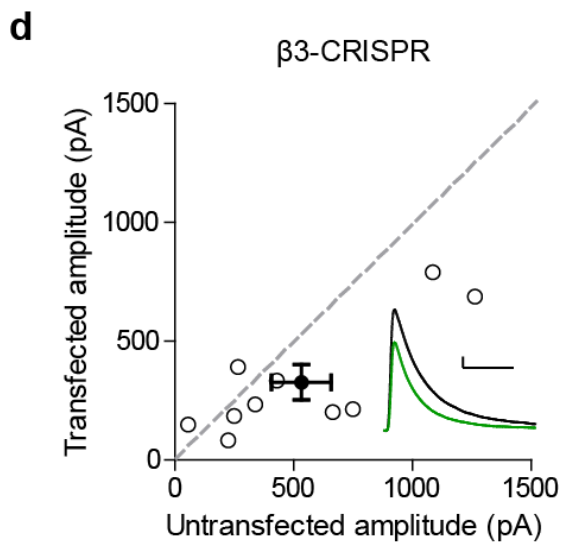 d
β3-CRISPR
Transfected amplitude (pA)
1500
1000
500
0
0 500 1000 1500
Untransfected amplitude (pA)